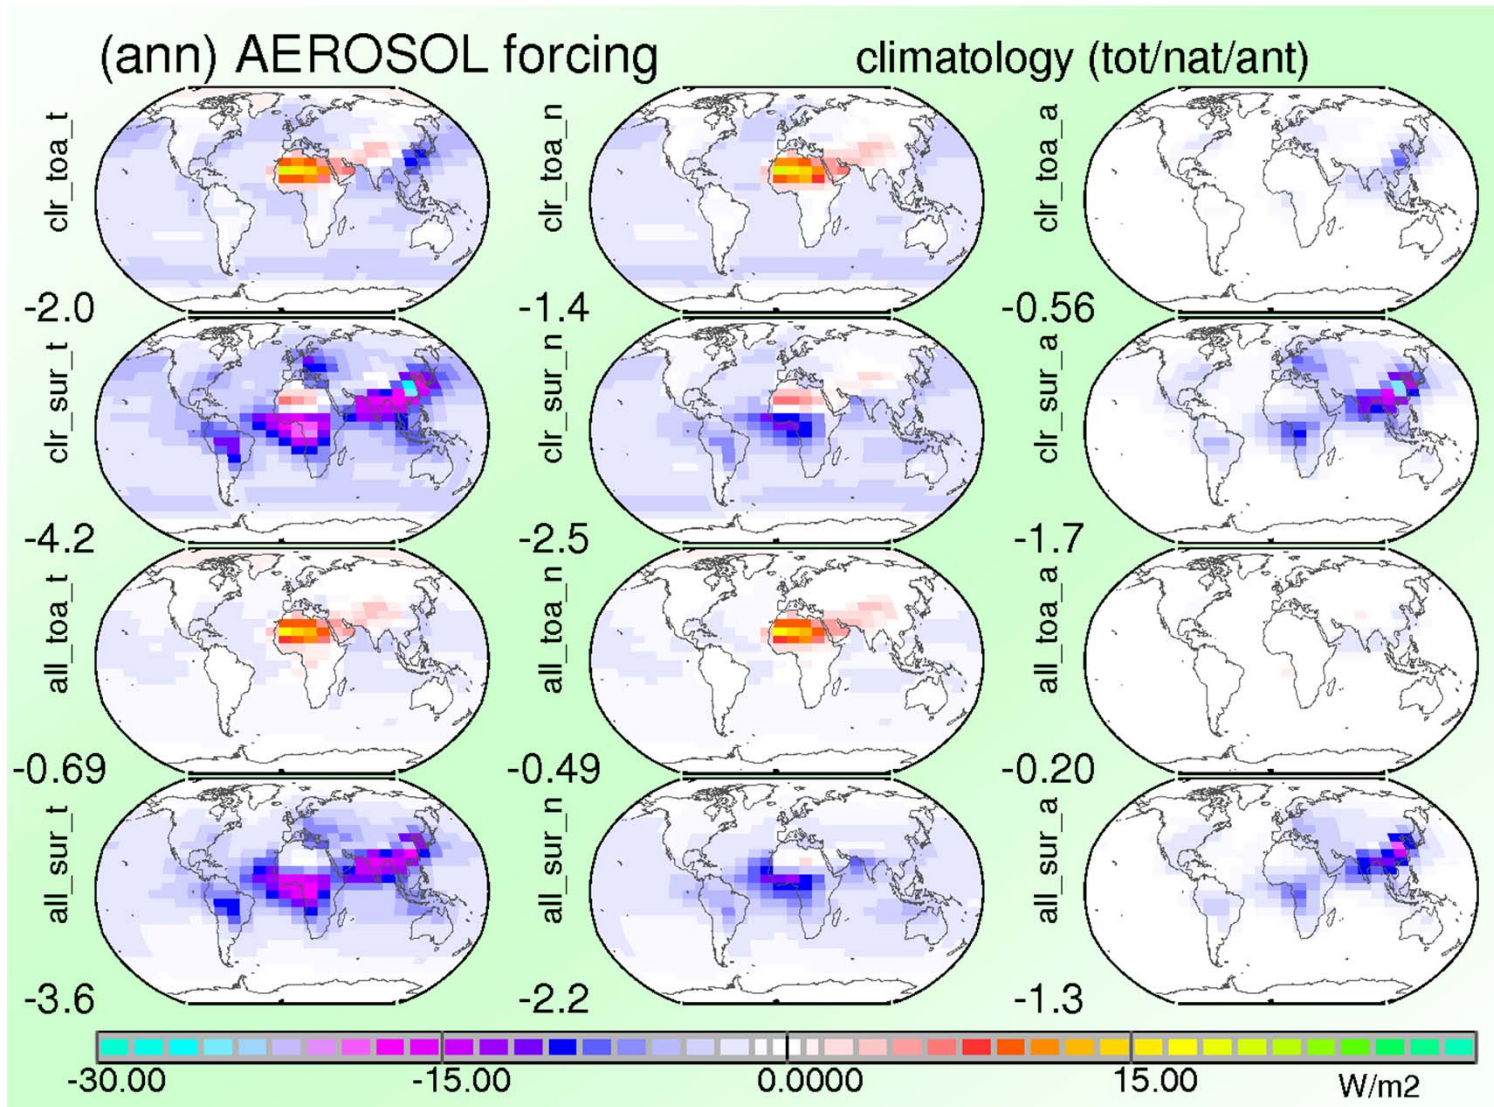 (ann) AEROSOL forcing climatology (tot/nat/ant)
clr_toa_t clr_toa_n clr_toa_a
-2.0 -1.4 -0.56
clr_sur_t clr_sur_n clr_sur_a
-4.2 -2.5 -1.7
all_toa_t all_toa_n all_toa_a
-0.69 -0.49 -0.20
all_sur_t all_sur_n all_sur_a
-3.6 -2.2 -1.3
-30.00 -15.00 0.0000 15.00 W/m2